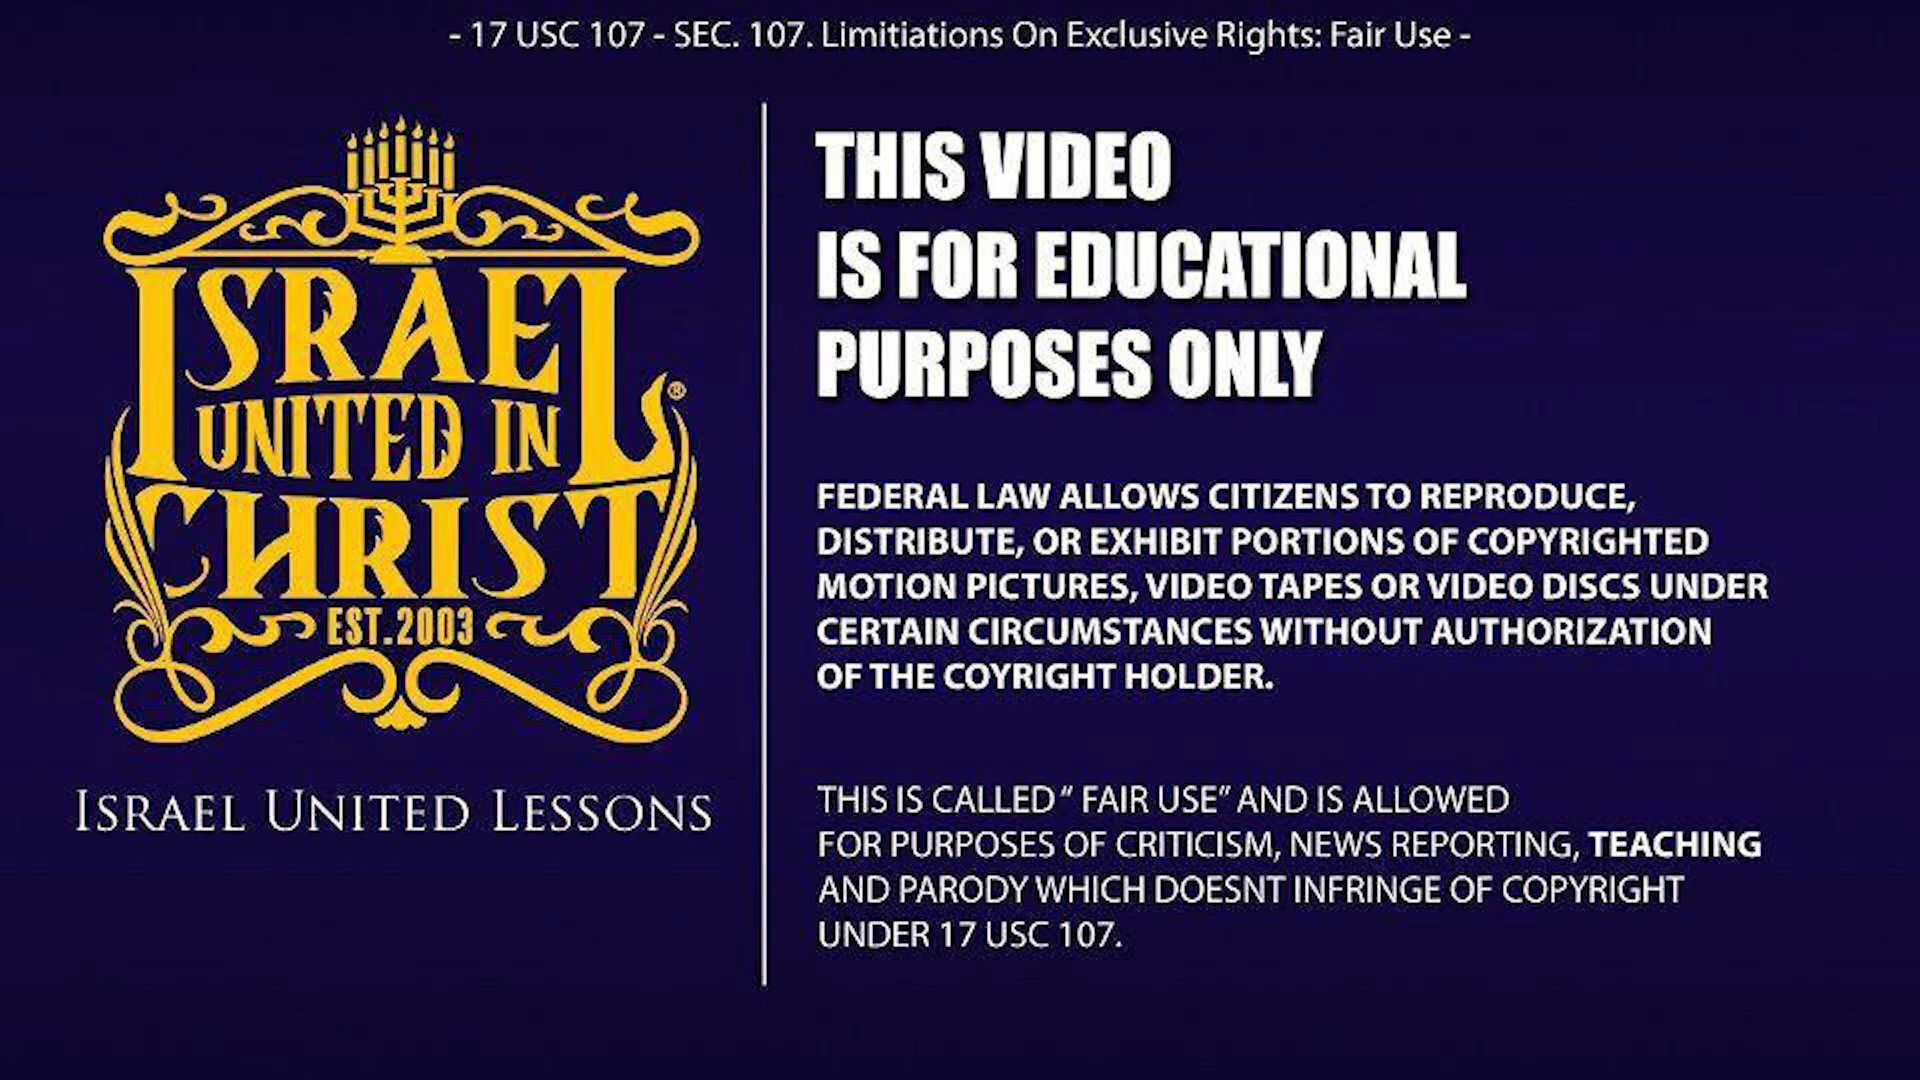 - 17 USC 107 - SEC. 107. Limitiations On Exclusive Rights: Fair Use -
ISRAEL
UNITED IN
CHRIST
®
EST.2003
ISRAEL UNITED LESSONS
THIS VIDEO
IS FOR EDUCATIONAL
PURPOSES ONLY
FEDERAL LAW ALLOWS CITIZENS TO REPRODUCE,
DISTRIBUTE, OR EXHIBIT PORTIONS OF COPYRIGHTED
MOTION PICTURES, VIDEO TAPES OR VIDEO DISCS UNDER
CERTAIN CIRCUMSTANCES WITHOUT AUTHORIZATION
OF THE COYRIGHT HOLDER.
THIS IS CALLED “ FAIR USE” AND IS ALLOWED
FOR PURPOSES OF CRITICISM, NEWS REPORTING, TEACHING
AND PARODY WHICH DOESNT INFRINGE OF COPYRIGHT
UNDER 17 USC 107.